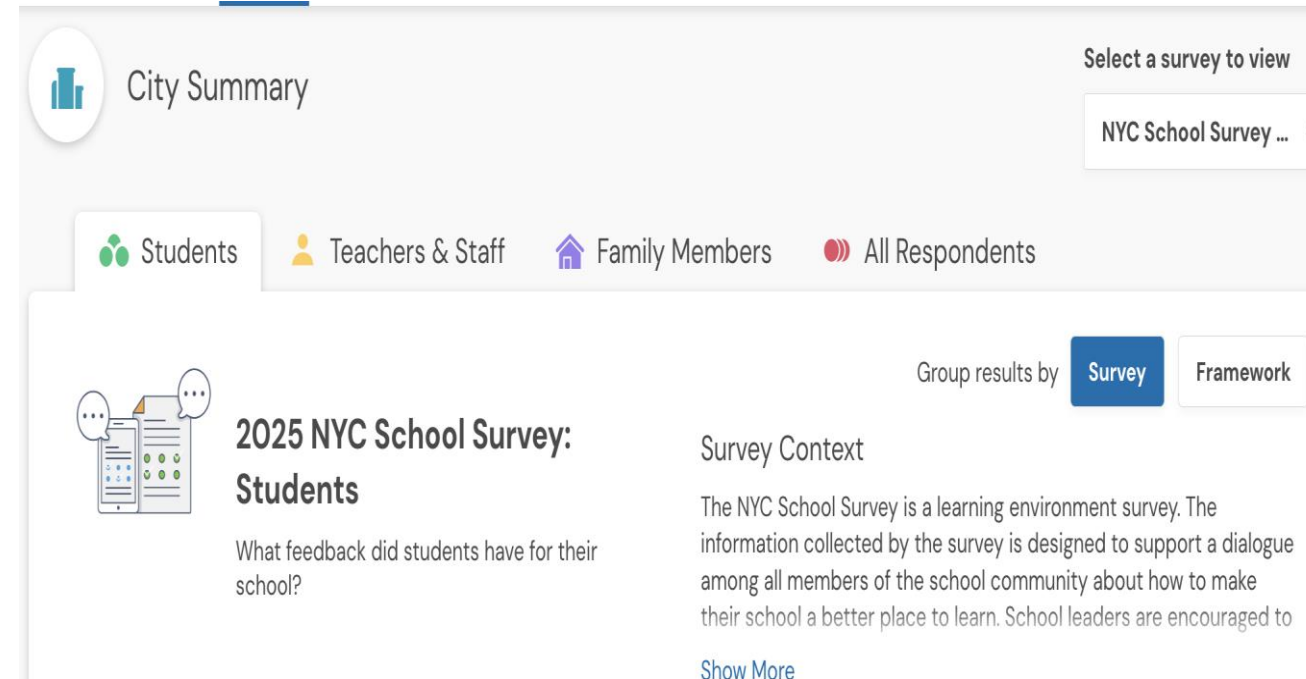 City Summary
Select a survey to view
NYC School Survey ...
Students
Teachers & Staff
Family Members
All Respondents
Group results by
Survey
Framework
2025 NYC School Survey:
Students
What feedback did students have for their
school?
Survey Context
The NYC School Survey is a learning environment survey. The
information collected by the survey is designed to support a dialogue
among all members of the school community about how to make
their school a better place to learn. School leaders are encouraged to
Show More